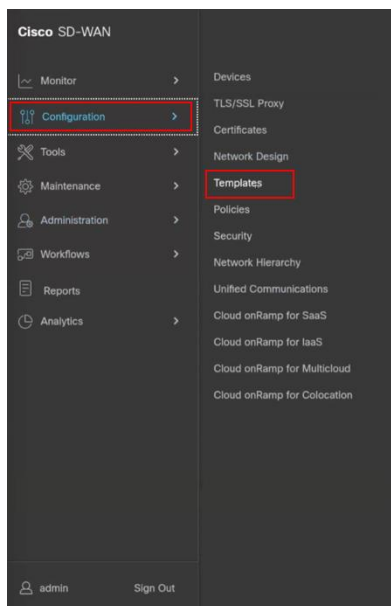 Cisco SD-WAN
Monitor
Configuration
Tools
Maintenance
Administration
Workflows
Reports
Analytics
Devices
TLS/SSL Proxy
Certificates
Network Design
Templates
Policies
Security
Network Hierarchy
Unified Communications
Cloud onRamp for SaaS
Cloud onRamp for IaaS
Cloud onRamp for Multicloud
Cloud onRamp for Colocation
admin Sign Out